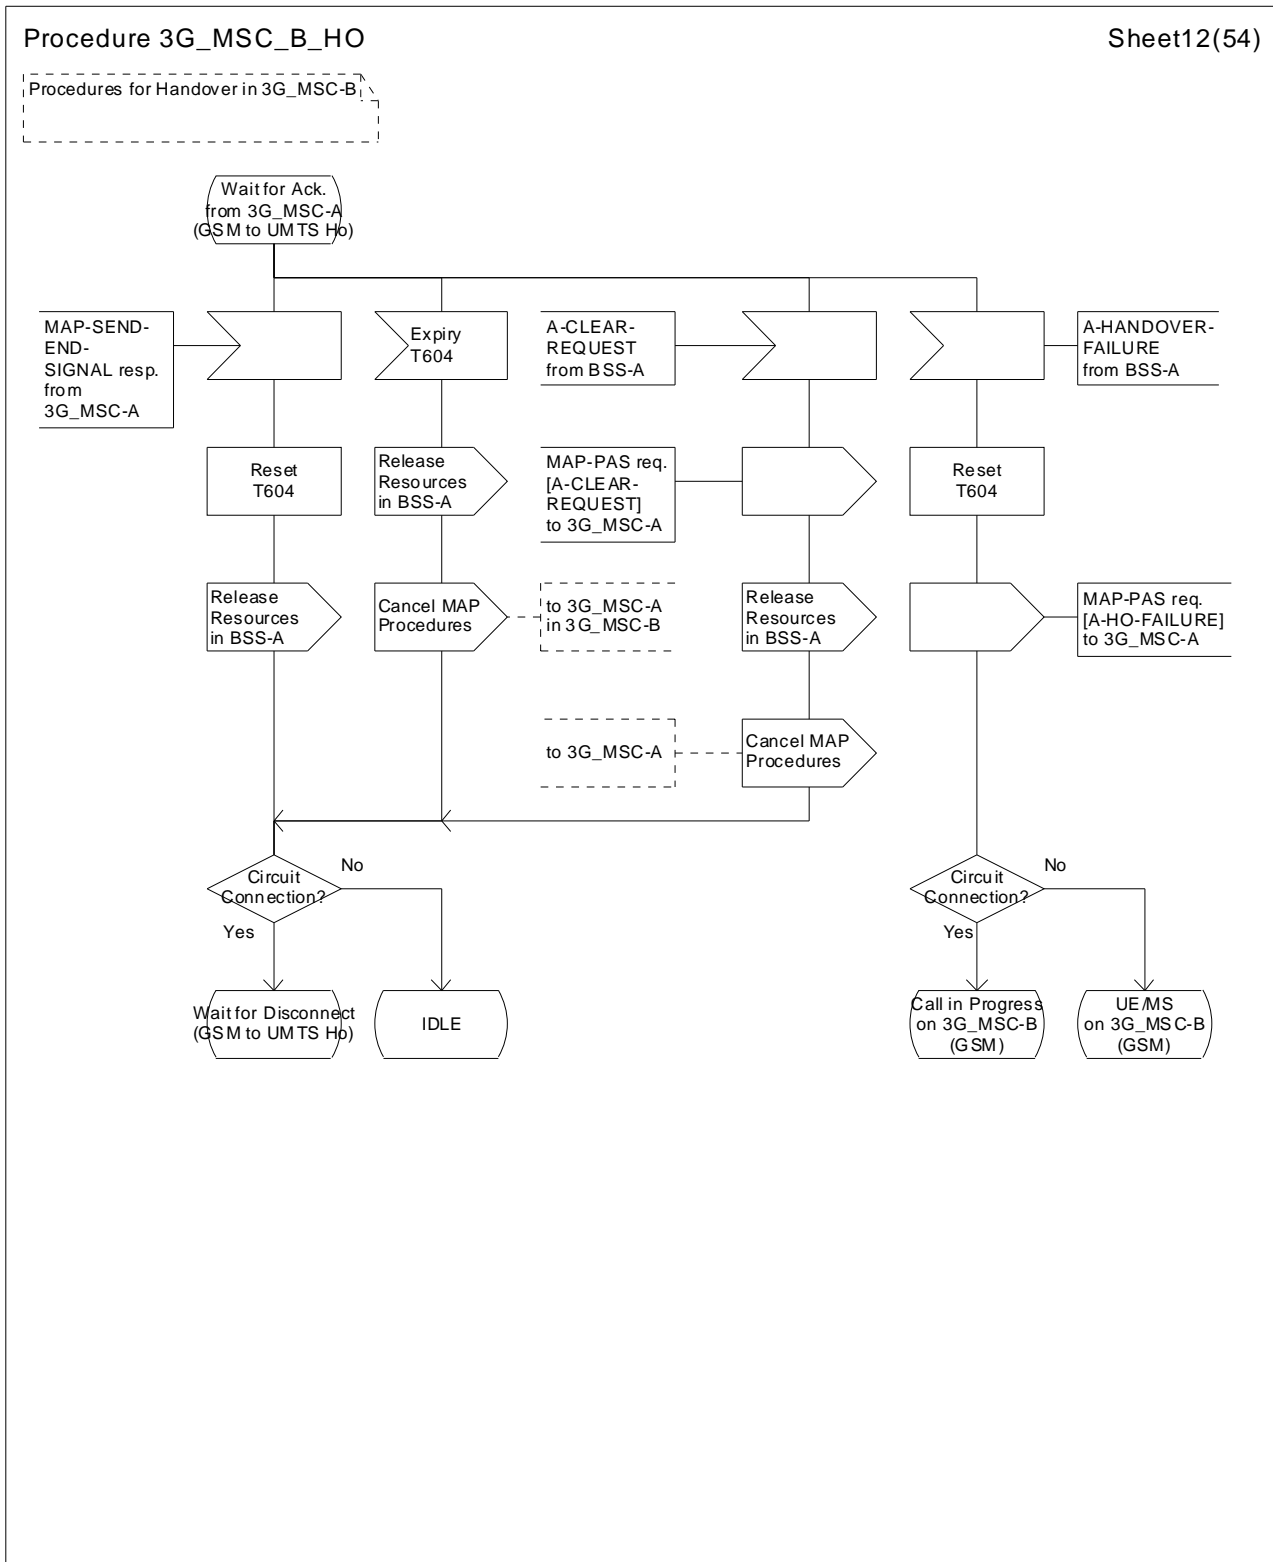 Procedure 3G_MSC_B_HO
Sheet12(54)
Procedures for Handover in 3G_MSC-B
Wait for Ack.
from 3G_MSC-A
(GSM to UMTS Ho)
MAP-SEND-
END-
SIGNAL resp.
from
3G_MSC-A
Expiry
T604
A-CLEAR-
REQUEST
from BSS-A
A-HANDOVER-
FAILURE
from BSS-A
Reset
T604
Release
Resources
in BSS-A
MAP-PAS req.
[A-CLEAR-
REQUEST]
to 3G_MSC-A
Reset
T604
Release
Resources
in BSS-A
Cancel MAP
Procedures
to 3G_MSC-A
in 3G_MSC-B
Release
Resources
in BSS-A
MAP-PAS req.
[A-HO-FAILURE]
to 3G_MSC-A
to 3G_MSC-A
Cancel MAP
Procedures
Circuit
Connection?
No
Yes
Circuit
Connection?
No
Yes
Wait for Disconnect
(GSM to UMTS Ho)
IDLE
Call in Progress
on 3G_MSC-B
(GSM)
UE/MS
on 3G_MSC-B
(GSM)